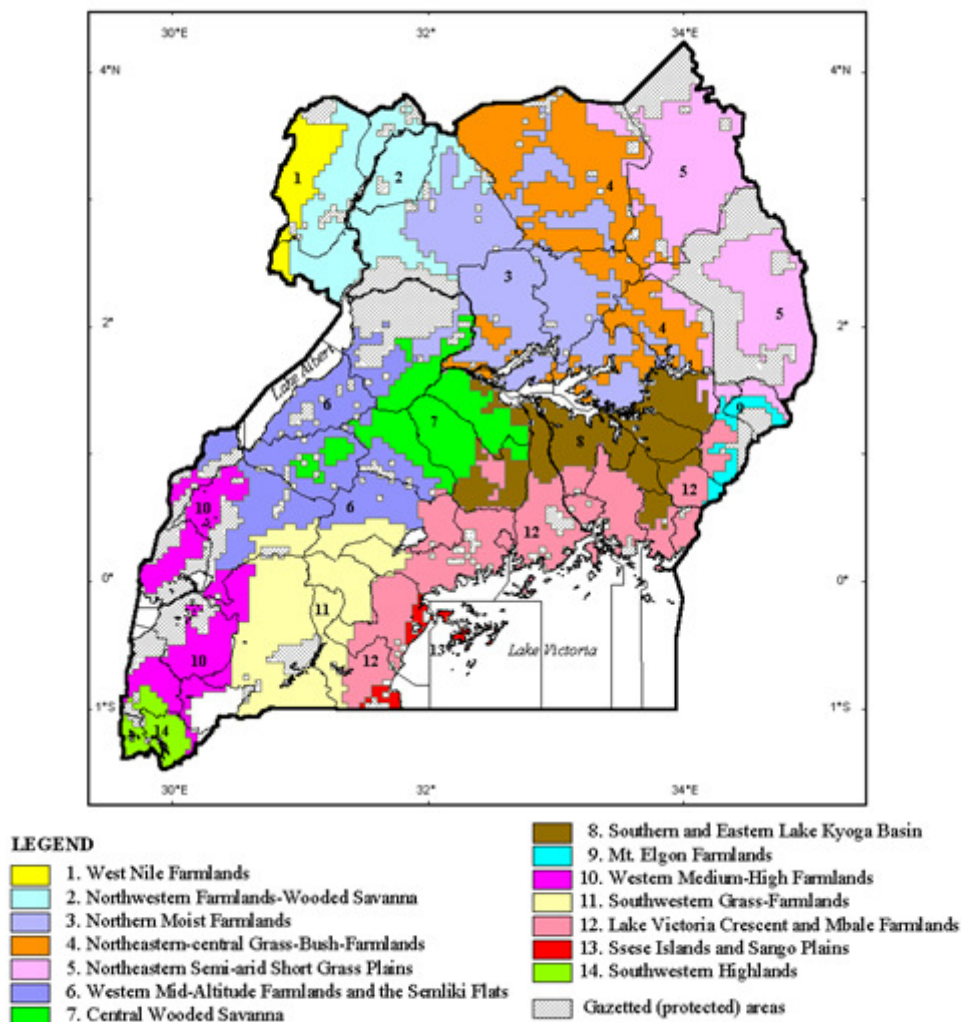 30°E 32° 34°E
4°N
1 2 4 5
3 5
2° 4
Lake Albert
6 9
7
8
10 12
6 12
0°
11
10 12 13 Lake Victoria
1°S
14
30°E 32° 34°E
LEGEND
1. West Nile Farmlands
2. Northwestern Farmlands-Wooded Savanna
3. Northern Moist Farmlands
4. Northeastern-central Grass-Bush-Farmlands
5. Northeastern Semi-arid Short Grass Plains
6. Western Mid-Altitude Farmlands and the Semliki Flats
7. Central Wooded Savanna
8. Southern and Eastern Lake Kyoga Basin
9. Mt. Elgon Farmlands
10. Western Medium-High Farmlands
11. Southwestern Grass-Farmlands
12. Lake Victoria Crescent and Mbale Farmlands
13. Ssese Islands and Sango Plains
14. Southwestern Highlands
Gazetted (protected) areas